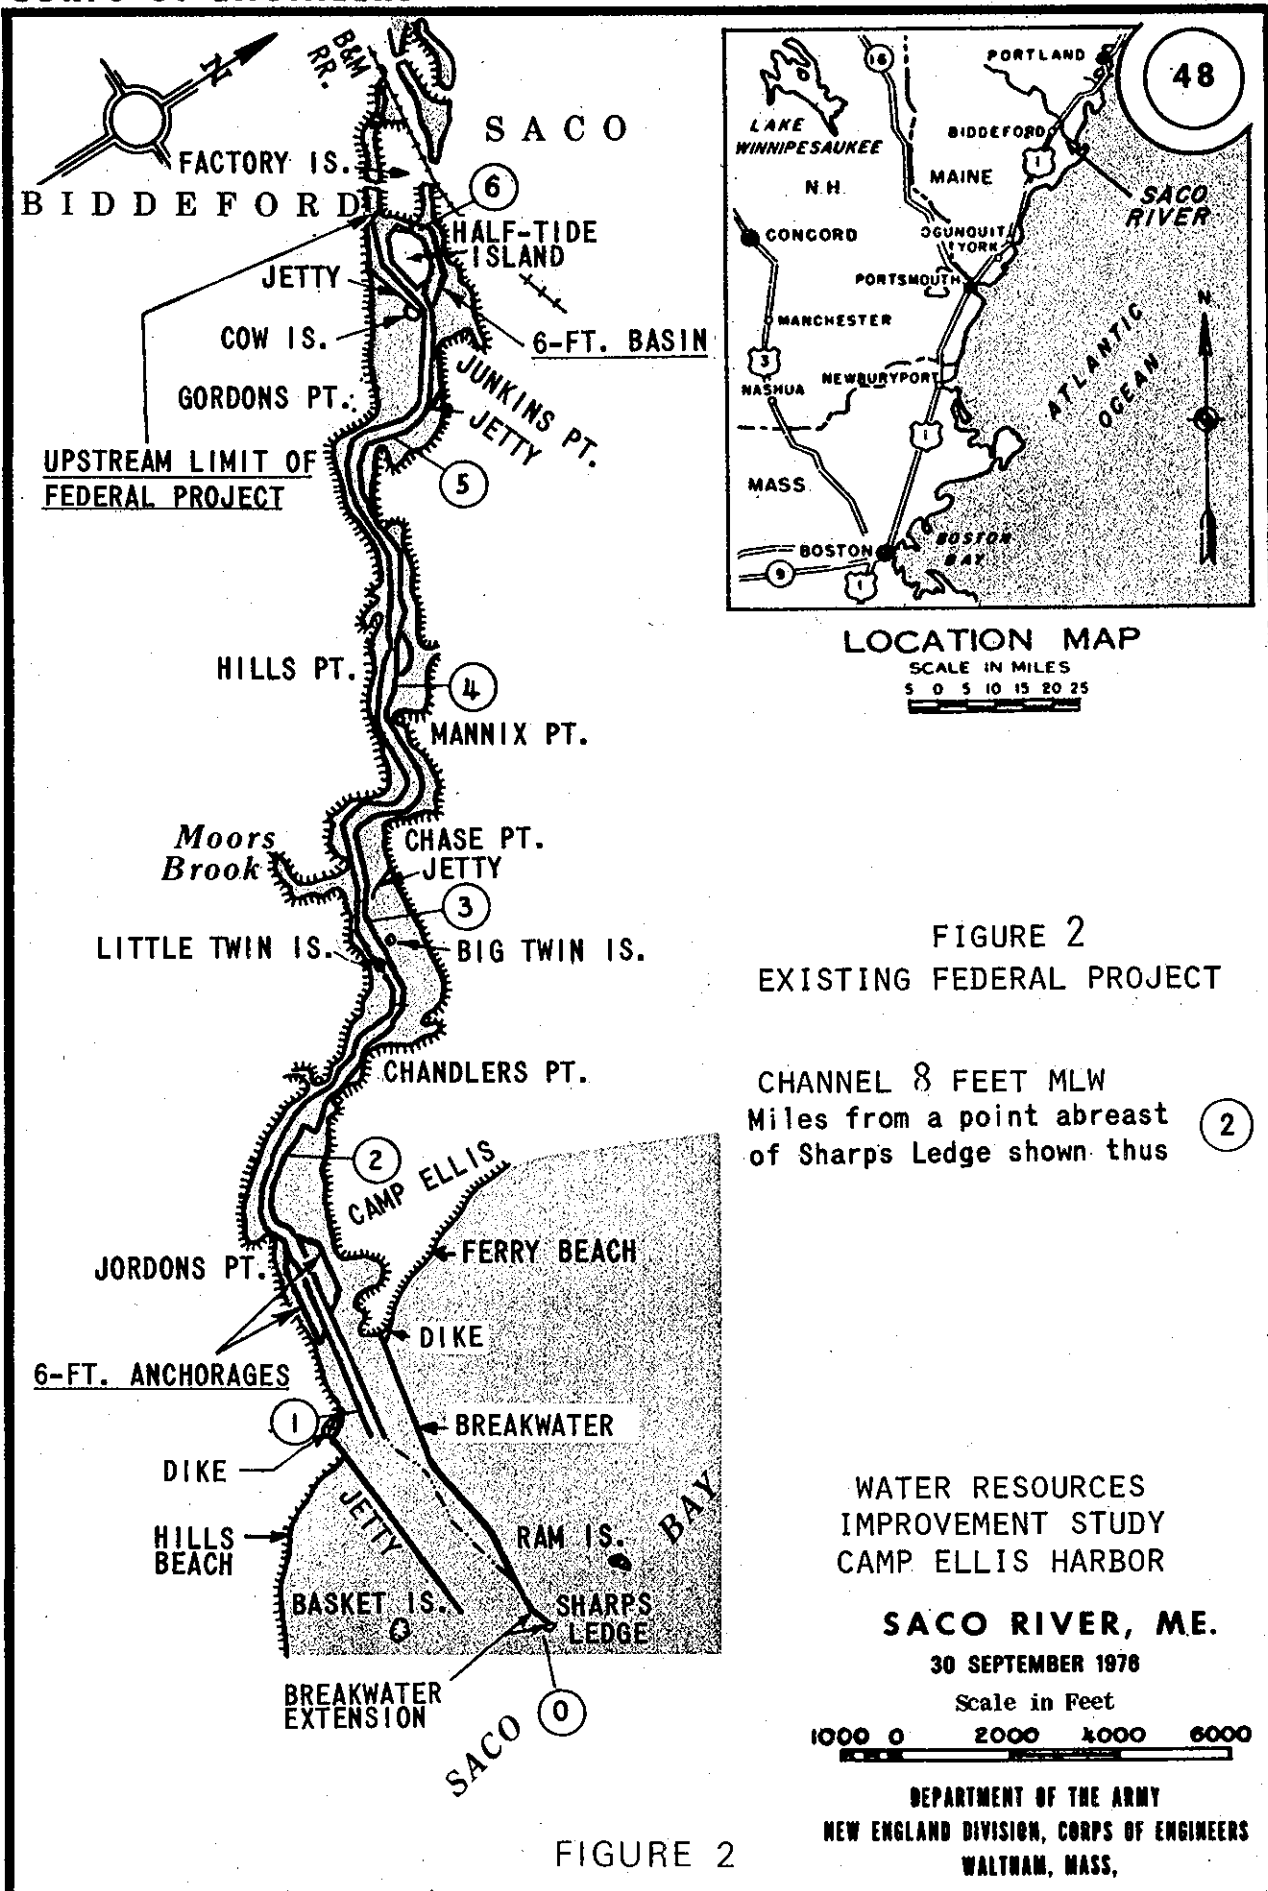 48
N
B&M
RR.
SACO
FACTORY IS.
BIDDEFORD
6
HALF-TIDE
ISLAND
JETTY
COW IS.
6-FT. BASIN
GORDONS PT.
JUNKINS PT.
JETTY
UPSTREAM LIMIT OF
FEDERAL PROJECT
5
HILLS PT.
4
MANNIX PT.
Moors
Brook
CHASE PT.
JETTY
3
LITTLE TWIN IS.
BIG TWIN IS.
CHANDLERS PT.
2
CAMP ELLIS
FERRY BEACH
JORDONS PT.
DIKE
6-FT. ANCHORAGES
1
BREAKWATER
DIKE
JETTY
HILLS
BEACH
RAM IS.
BASKET IS.
SHARPS
LEDGE
BREAKWATER
EXTENSION
0
SACO BAY
PORTLAND
16
LAKE
WINNIPESAUKEE
BIDDEFORD
1
N.H.
MAINE
SACO
RIVER
CONCORD
OGUNQUIT
YORK
PORTSMOUTH
N
MANCHESTER
3
NASHUA
NEWBURYPORT
ATLANTIC
OCEAN
1
MASS.
BOSTON
BOSTON
BAY
9
1
LOCATION MAP
SCALE IN MILES
5 0 5 10 15 20 25
FIGURE 2
EXISTING FEDERAL PROJECT
CHANNEL 8 FEET MLW
Miles from a point abreast
of Sharps Ledge shown thus
2
WATER RESOURCES
IMPROVEMENT STUDY
CAMP ELLIS HARBOR
SACO RIVER, ME.
30 SEPTEMBER 1976
Scale in Feet
1000 0 2000 4000 6000
DEPARTMENT OF THE ARMY
NEW ENGLAND DIVISION, CORPS OF ENGINEERS
WALTHAM, MASS,
FIGURE 2